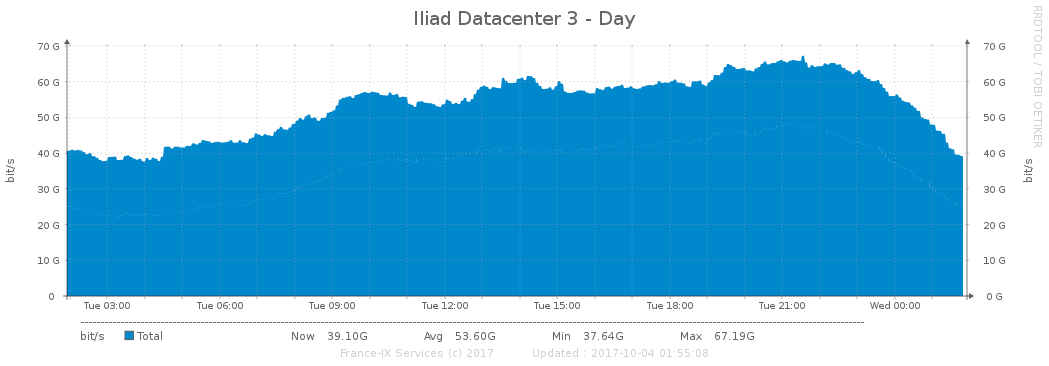 Iliad Datacenter 3 - Day
RRDTOOL / TOBI OETIKER
70 G 70 G
60 G 60 G
50 G 50 G
40 G 40 G
30 G 30 G
20 G 20 G
10 G 10 G
0 0 G
bit/s bit/s
Tue 03:00 Tue 06:00 Tue 09:00 Tue 12:00 Tue 15:00 Tue 18:00 Tue 21:00 Wed 00:00
bit/s Total Now 39.10G Avg 53.60G Min 37.64G Max 67.19G
France-IX Services (c) 2017 Updated : 2017-10-04 01:55:08